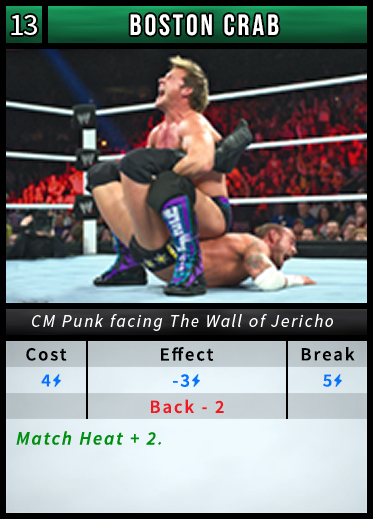 13 BOSTON CRAB
CM Punk facing The Wall of Jericho
Cost Effect Break
4⚡ -3⚡ 5⚡
Back - 2
Match Heat + 2.